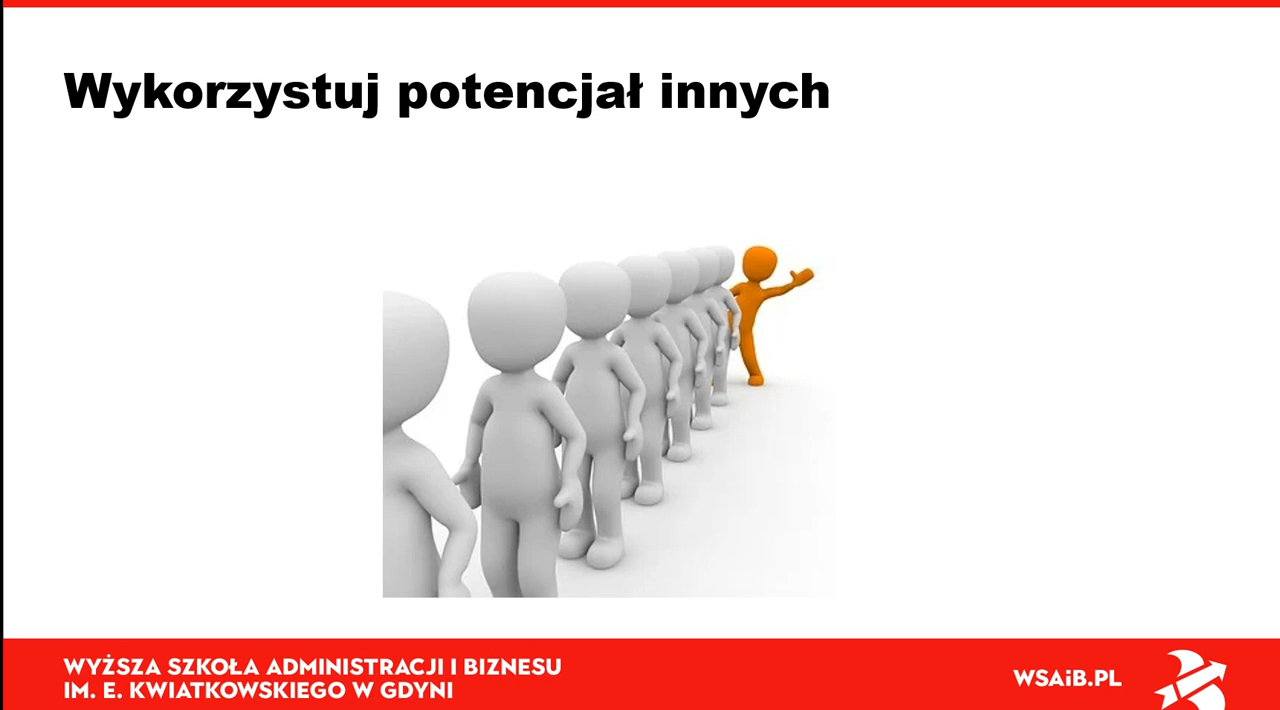 Wykorzystuj potencjał innych
WYŻSZA SZKOŁA ADMINISTRACJI I BIZNESU
IM. E. KWIATKOWSKIEGO W GDYNI
WSAiB.PL